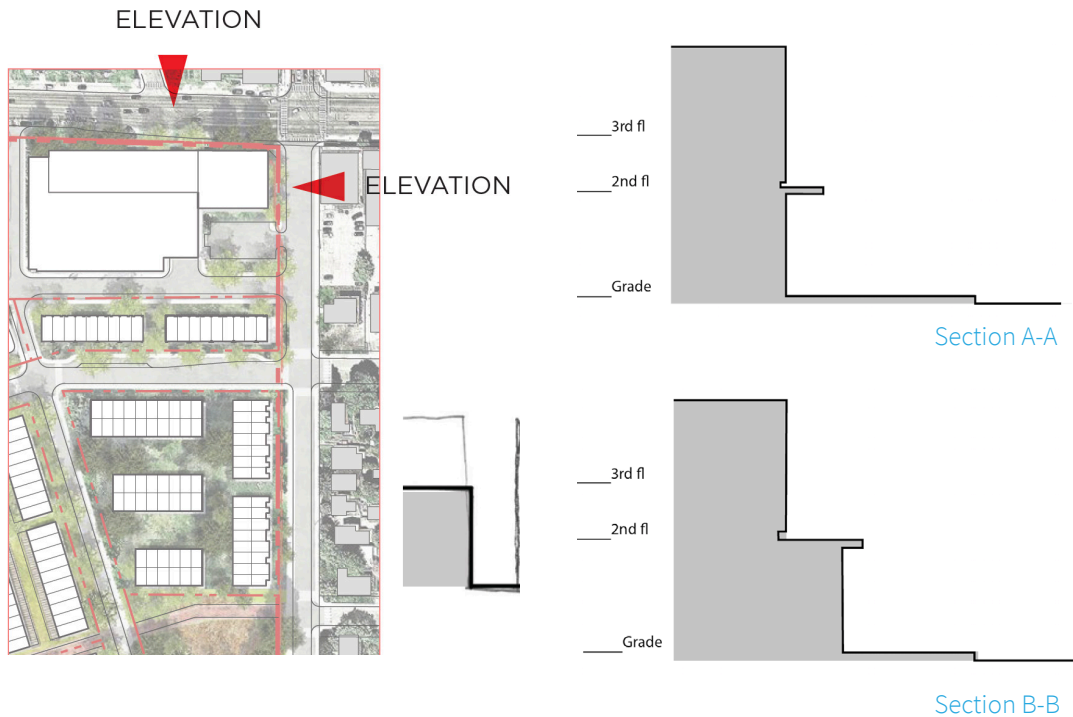 ELEVATION
ELEVATION
3rd fl
2nd fl
Grade
Section A-A
3rd fl
2nd fl
Grade
Section B-B